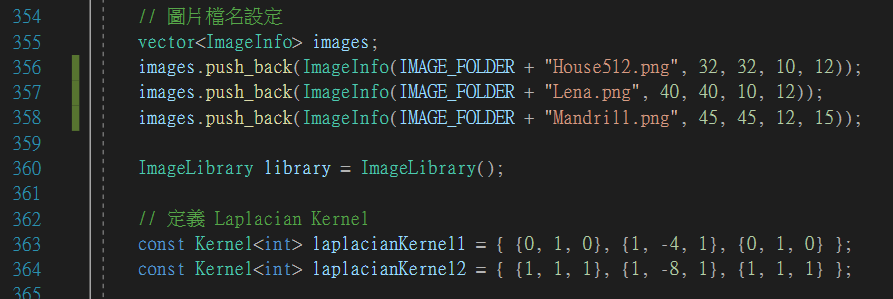 354 // 圖片檔名設定
355 vector<ImageInfo> images;
356 images.push_back(ImageInfo(IMAGE_FOLDER + "House512.png", 32, 32, 10, 12));
357 images.push_back(ImageInfo(IMAGE_FOLDER + "Lena.png", 40, 40, 10, 12));
358 images.push_back(ImageInfo(IMAGE_FOLDER + "Mandrill.png", 45, 45, 12, 15));
359
360 ImageLibrary library = ImageLibrary();
361
362 // 定義 Laplacian Kernel
363 const Kernel<int> laplacianKernel1 = { {0, 1, 0}, {1, -4, 1}, {0, 1, 0} };
364 const Kernel<int> laplacianKernel2 = { {1, 1, 1}, {1, -8, 1}, {1, 1, 1} };
365